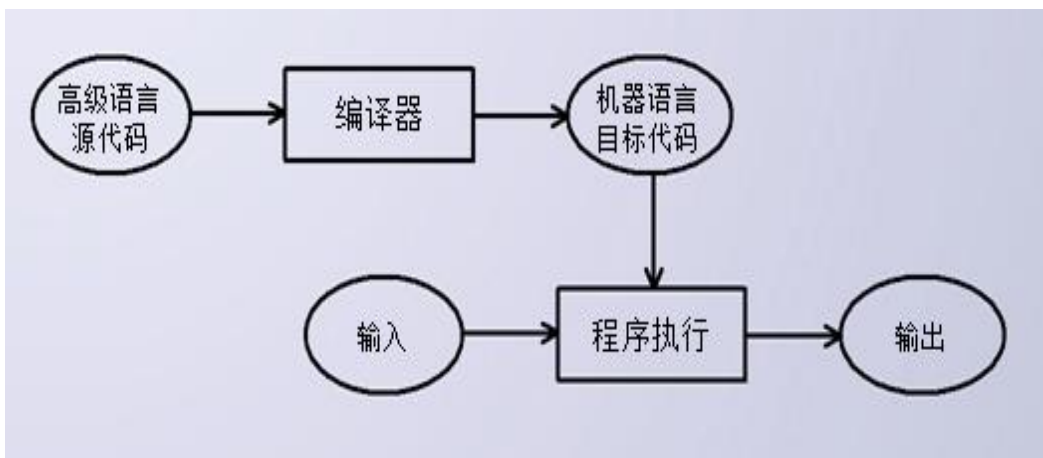 高级语言
源代码
编译器
机器语言
目标代码
输入
程序执行
输出